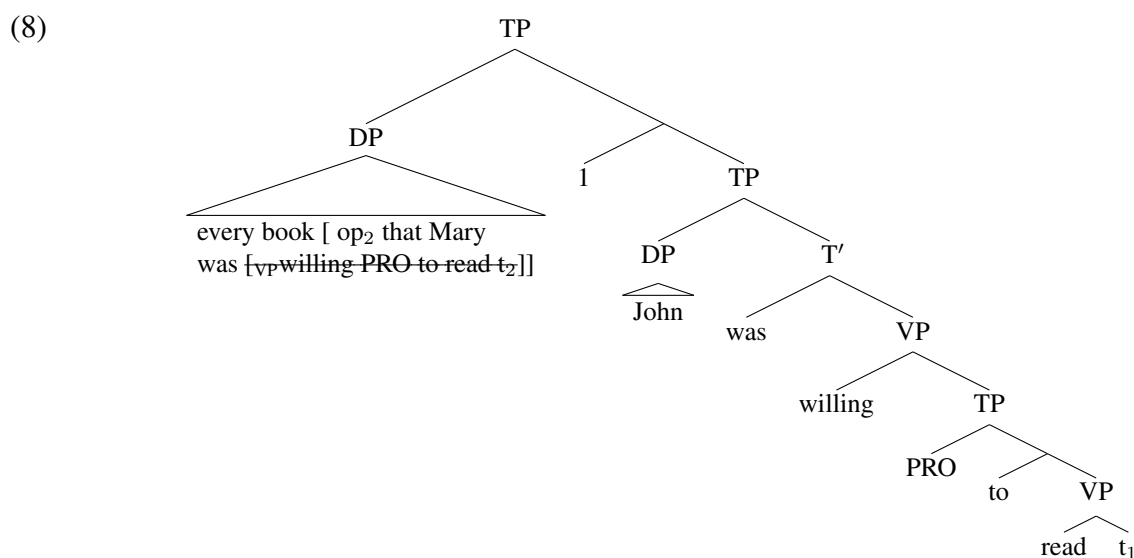 (8)
TP
DP
1
TP
every book [ op₂ that Mary
was [VP willing PRO to read t₂]]
DP
T′
John
was
VP
willing
TP
PRO
to
VP
read
t₁